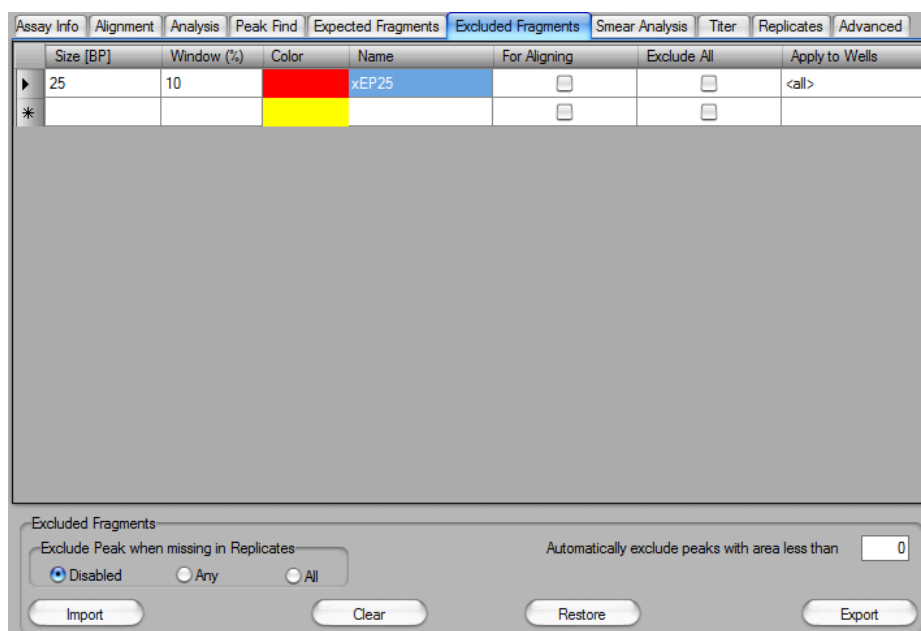 Assay Info Alignment Analysis Peak Find Expected Fragments Excluded Fragments Smear Analysis Titer Replicates Advanced
Size [BP] Window (%) Color Name For Aligning Exclude All Apply to Wells
25 10 xEP25 <all>
Excluded Fragments
Exclude Peak when missing in Replicates
Automatically exclude peaks with area less than 0
Disabled Any All
Import Clear Restore Export